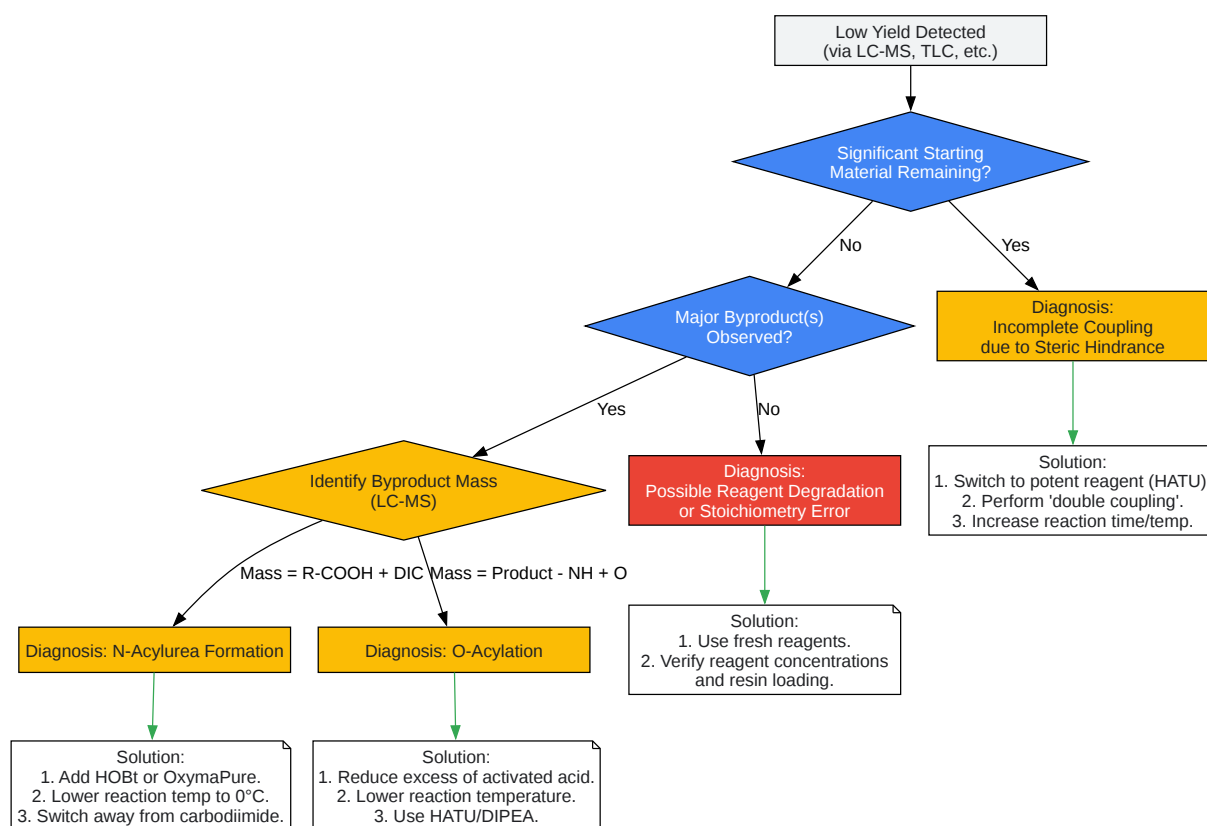 Low Yield Detected
(via LC-MS, TLC, etc.)
Significant Starting
Material Remaining?
No
Yes
Major Byproduct(s)
Observed?
Diagnosis:
Incomplete Coupling
due to Steric Hindrance
Yes
No
Identify Byproduct Mass
(LC-MS)
Diagnosis:
Possible Reagent Degradation
or Stoichiometry Error
Solution:
1. Switch to potent reagent (HATU)
2. Perform 'double coupling'.
3. Increase reaction time/temp.
Mass = R-COOH + DIC
Mass = Product - NH + O
Diagnosis: N-Acylurea Formation
Diagnosis: O-Acylation
Solution:
1. Use fresh reagents.
2. Verify reagent concentrations
and resin loading.
Solution:
1. Add HOBt or OxymaPure.
2. Lower reaction temp to 0°C.
3. Switch away from carbodiimide.
Solution:
1. Reduce excess of activated acid.
2. Lower reaction temperature.
3. Use HATU/DIPEA.